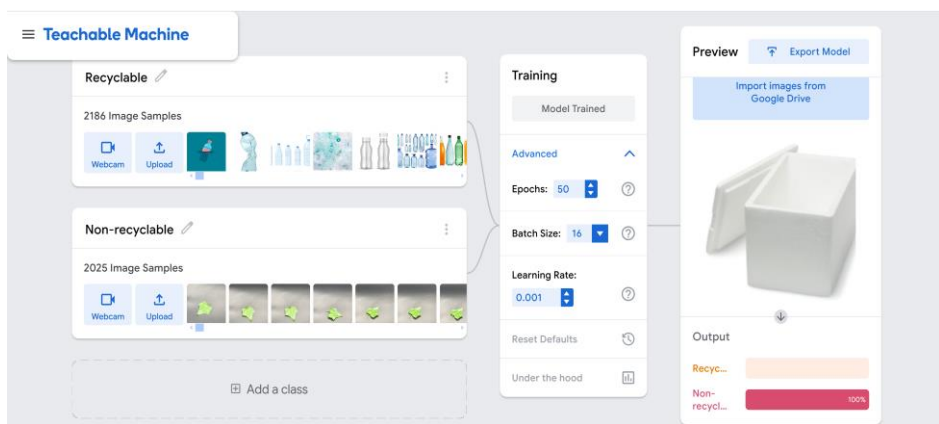 Teachable Machine
Recyclable
2186 Image Samples
Webcam
Upload
Non-recyclable
2025 Image Samples
Webcam
Upload
Add a class
Training
Model Trained
Advanced
Epochs: 50
Batch Size: 16
Learning Rate:
0.001
Reset Defaults
Under the hood
Preview
Export Model
Import images from
Google Drive
Output
Recyc...
Non-
recycl...
100%